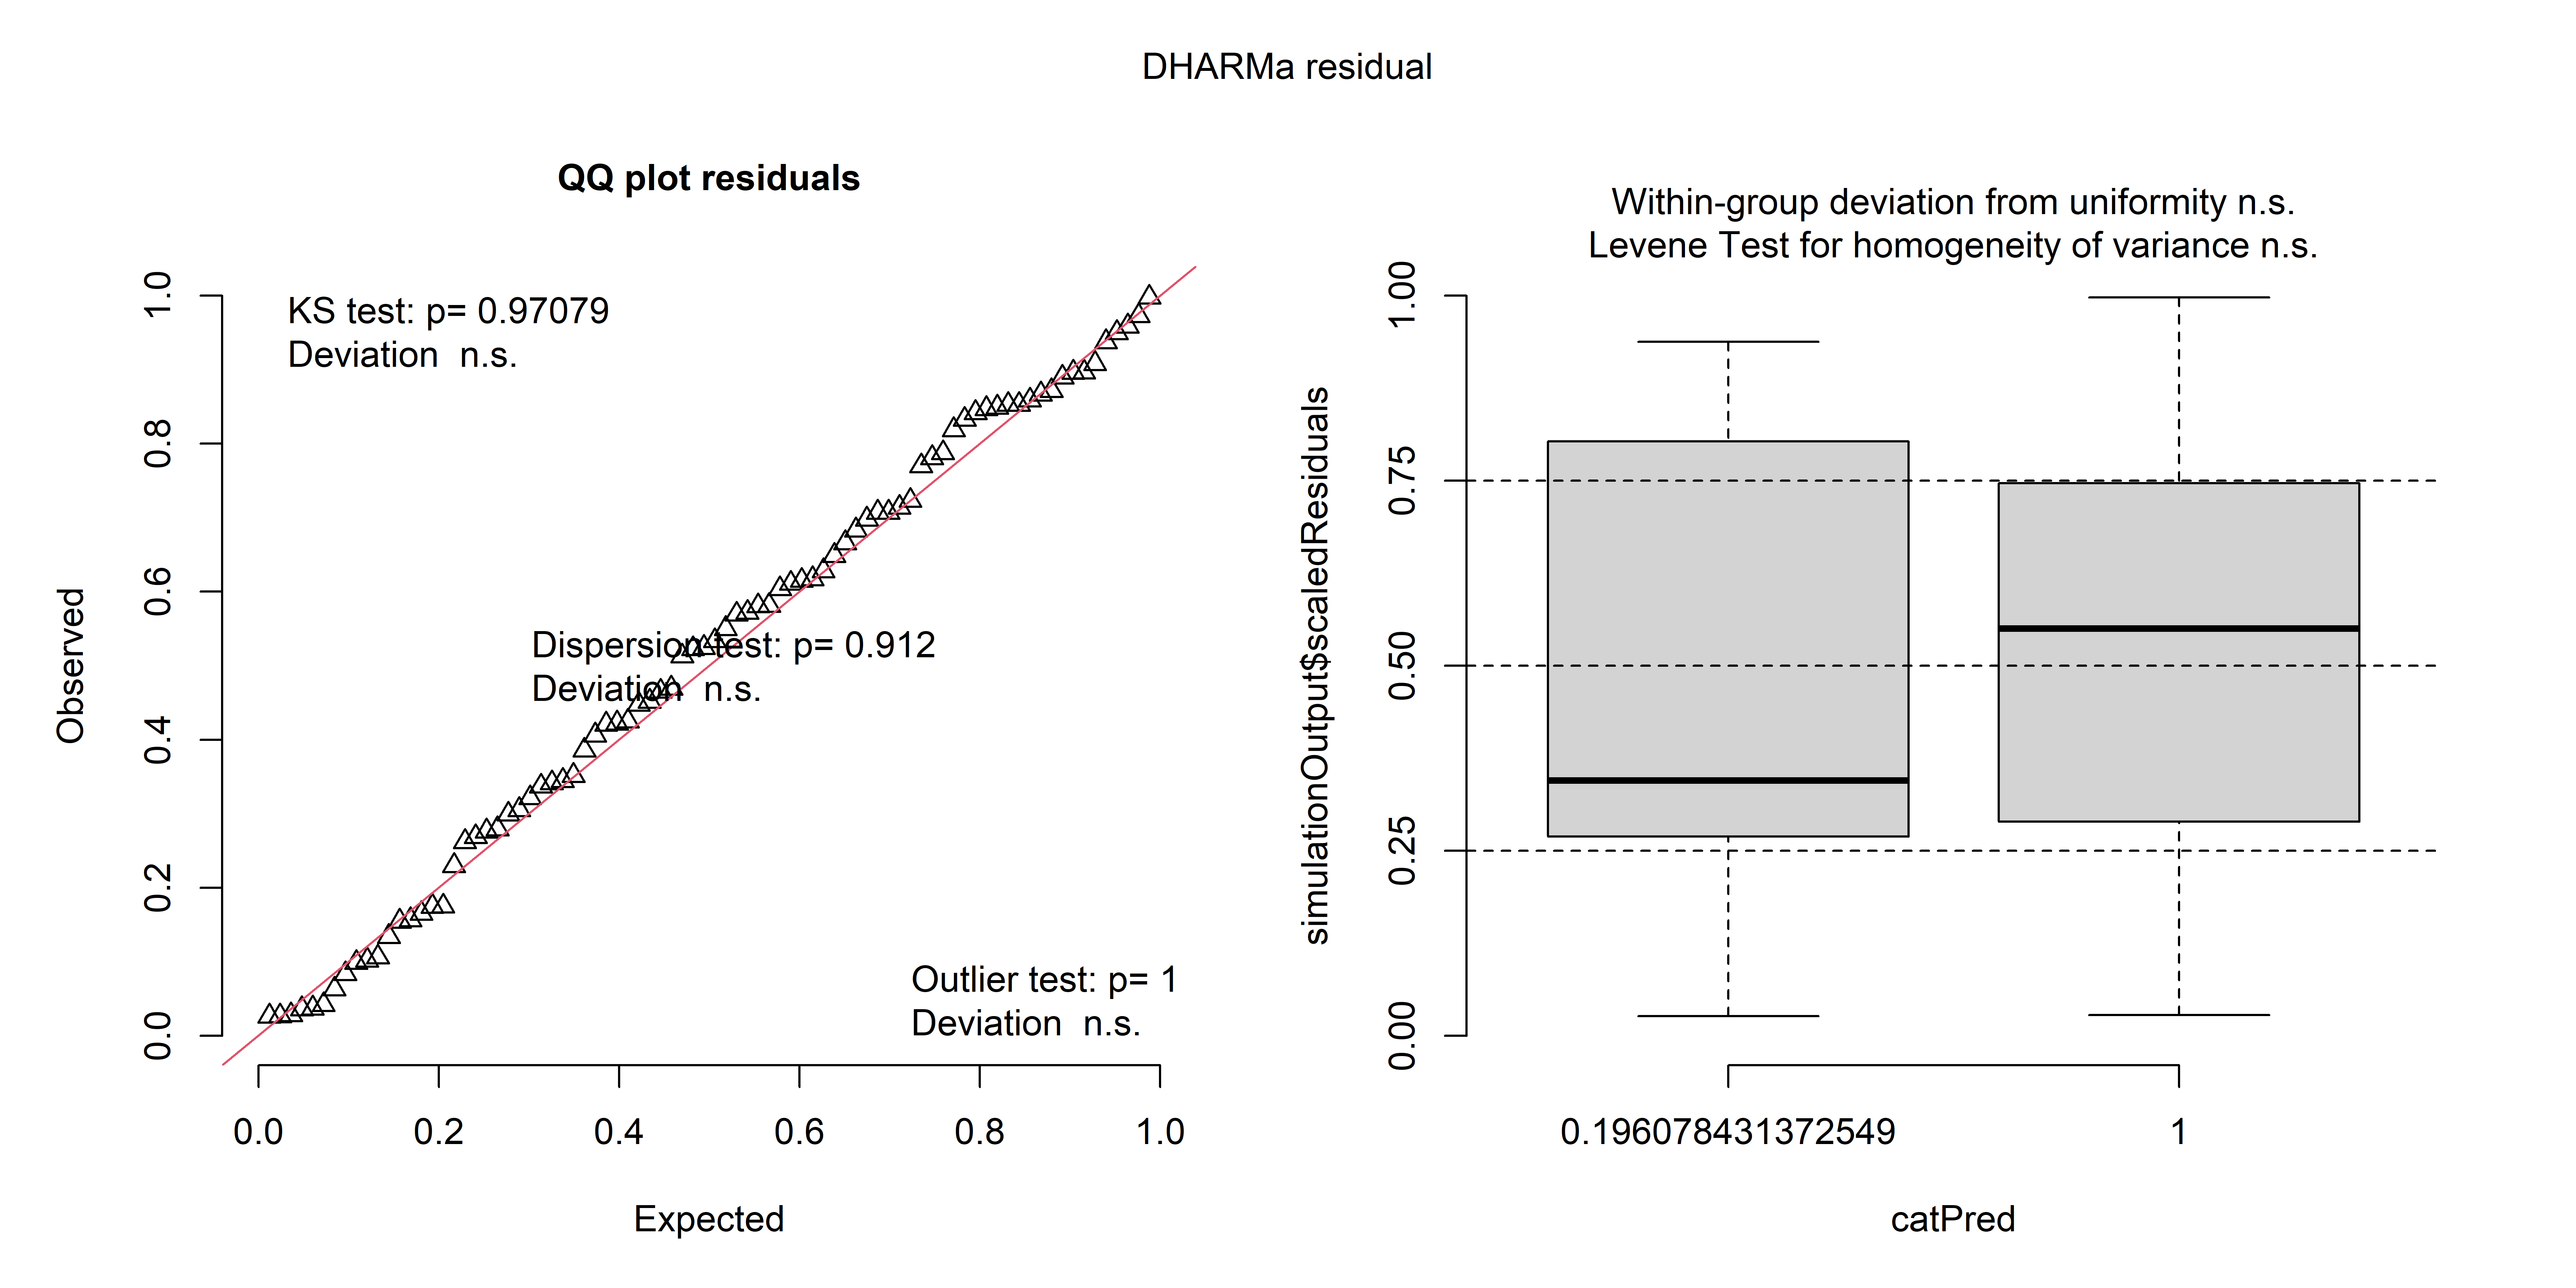 DHARMa residual
QQ plot residuals
KS test: p= 0.97079
Deviation  n.s.
Dispersion test: p= 0.912
Deviation  n.s.
Outlier test: p= 1
Deviation  n.s.
Observed
1.0
0.8
0.6
0.4
0.2
0.0
0.0 0.2 0.4 0.6 0.8 1.0
Expected
Within-group deviation from uniformity n.s.
Levene Test for homogeneity of variance n.s.
simulationOutput$scaledResiduals
1.00
0.75
0.50
0.25
0.00
0.196078431372549 1
catPred